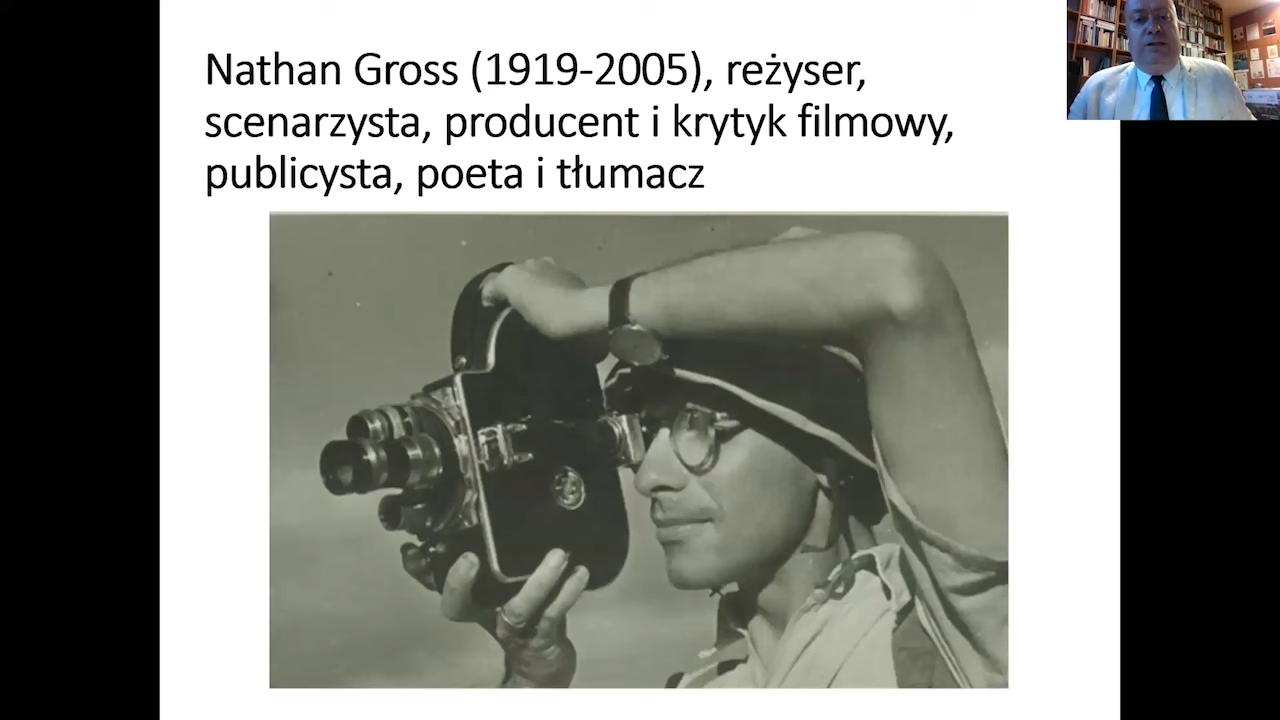 Nathan Gross (1919-2005), reżyser,
scenarzysta, producent i krytyk filmowy,
publicysta, poeta i tłumacz